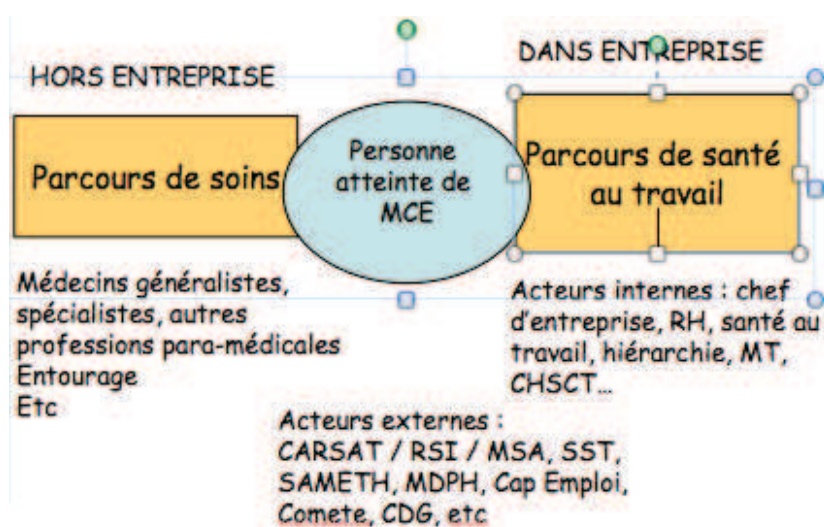 HORS ENTREPRISE
DANS ENTREPRISE
Parcours de soins
Personne
atteinte de
MCE
Parcours de santé
au travail
Médecins généralistes,
spécialistes, autres
professions para-médicales
Entourage
Etc
Acteurs internes : chef
d'entreprise, RH, santé au
travail, hiérarchie, MT,
CHSCT...
Acteurs externes :
CARSAT / RSI / MSA, SST,
SAMETH, MDPH, Cap Emploi,
Comete, CDG, etc